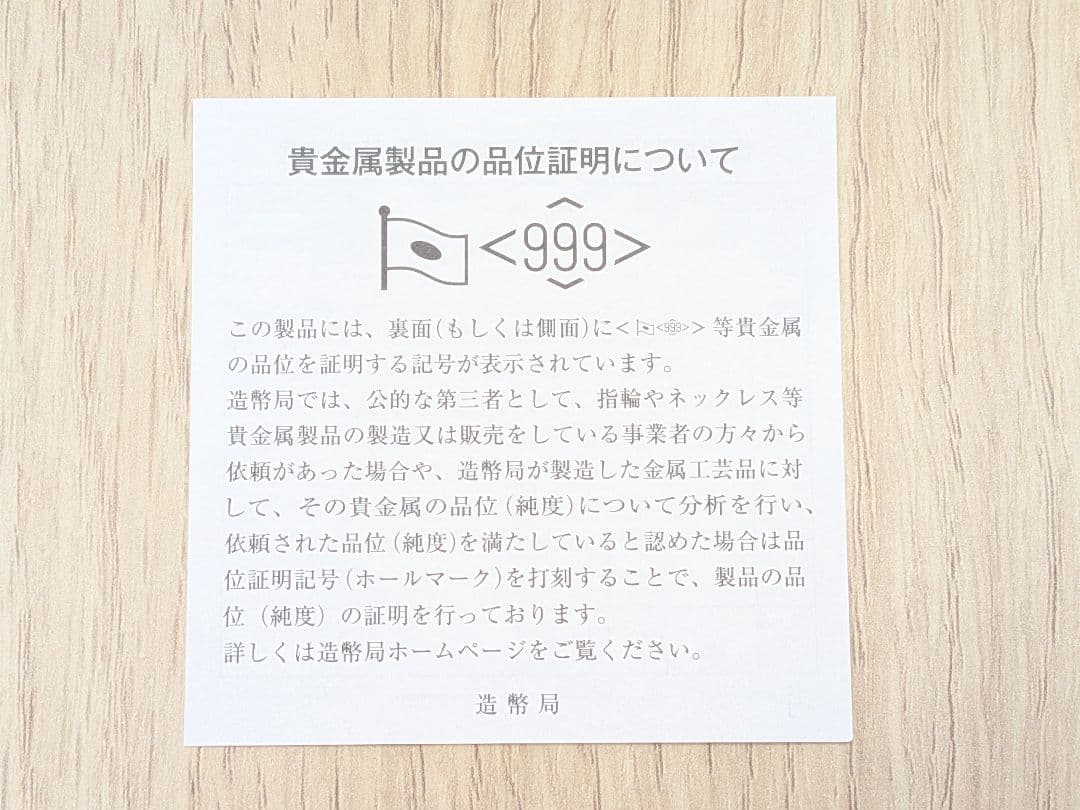 貴金属製品の品位証明について
<999>
この製品には、裏面(もしくは側面)に<<999>>等貴金属
の品位を証明する記号が表示されています。
造幣局では、公的な第三者として、指輪やネックレス等
貴金属製品の製造又は販売をしている事業者の方々から
依頼があった場合や、造幣局が製造した金属工芸品に対
して、その貴金属の品位(純度)について分析を行い、
依頼された品位(純度)を満たしていると認めた場合は品
位証明記号(ホールマーク)を打刻することで、製品の品
位（純度）の証明を行っております。
詳しくは造幣局ホームページをご覧ください。
造幣局